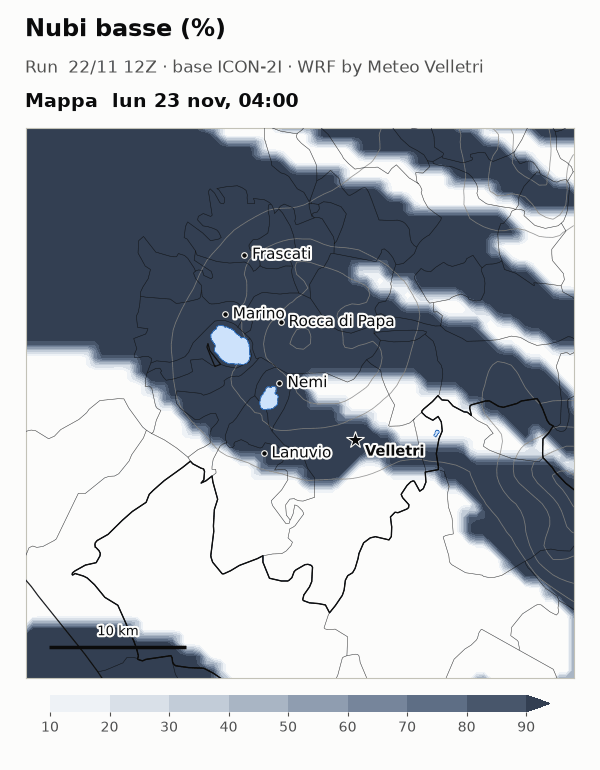 Nubi basse (%)
Run  22/11 12Z · base ICON-2I · WRF by Meteo Velletri
Mappa  lun 23 nov, 04:00
Frascati
Marino
Rocca di Papa
Nemi
Velletri
Lanuvio
10 km
10 20 30 40 50 60 70 80 90